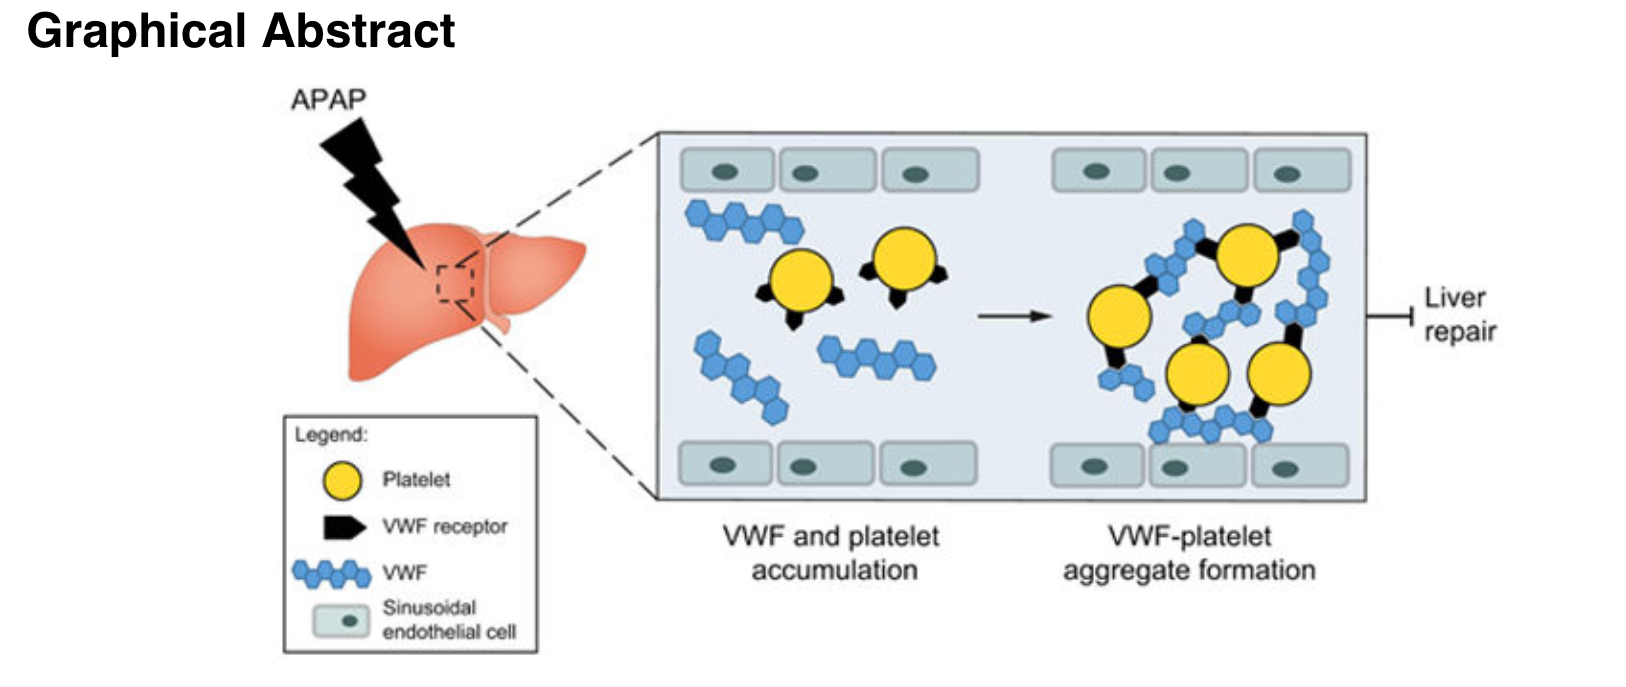 Graphical Abstract
APAP
Liver
repair
Legend:
Platelet
VWF receptor
VWF
Sinusoidal
endothelial cell
VWF and platelet
accumulation
VWF-platelet
aggregate formation